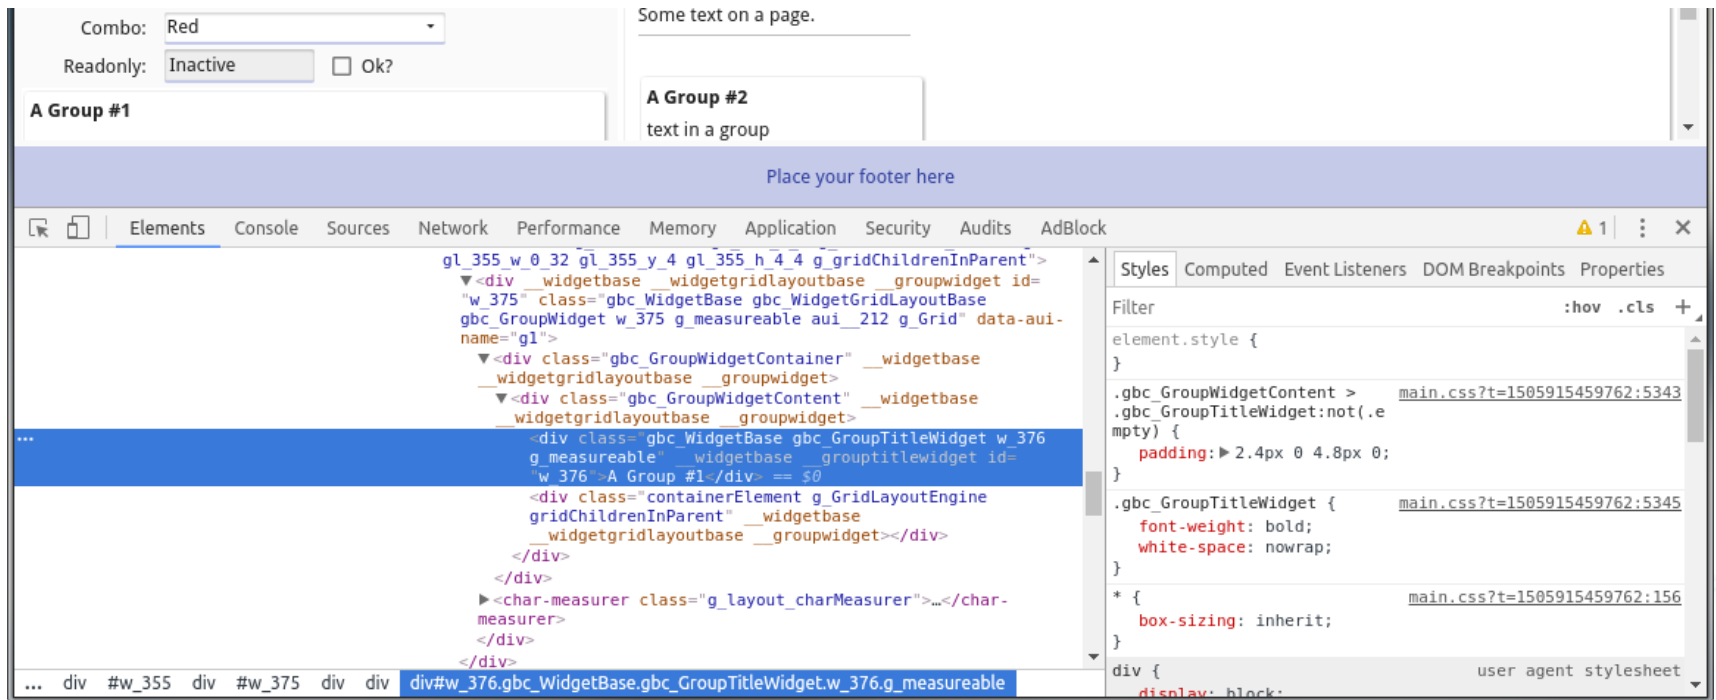 Combo: Red
Readonly: Inactive Ok?
A Group #1
Some text on a page.
A Group #2
text in a group
Place your footer here
Elements Console Sources Network Performance Memory Application Security Audits AdBlock 1
gl_355_w_0_32 gl_355_y_4 gl_355_h_4_4 g_gridChildrenInParent">
<div __widgetbase __widgetgridlayoutbase __groupwidget id=
"w_375" class="gbc_WidgetBase gbc_WidgetGridLayoutBase
gbc_GroupWidget w_375 g_measureable aui__212 g_Grid" data-aui-
name="g1">
<div class="gbc_GroupWidgetContainer" __widgetbase
__widgetgridlayoutbase __groupwidget>
<div class="gbc_GroupWidgetContent" __widgetbase
__widgetgridlayoutbase __groupwidget>
...
<div class="gbc_WidgetBase gbc_GroupTitleWidget w_376
g_measureable" __widgetbase __grouptitlewidget id=
"w_376">A Group #1</div> == $0
<div class="containerElement g_GridLayoutEngine
gridChildrenInParent" __widgetbase
__widgetgridlayoutbase __groupwidget></div>
</div>
</div>
<char-measurer class="g_layout_charMeasurer">…</char-
measurer>
</div>
</div>
... div #w_355 div #w_375 div div div#w_376.gbc_WidgetBase.gbc_GroupTitleWidget.w_376.g_measureable
Styles Computed Event Listeners DOM Breakpoints Properties
Filter :hov .cls +
element.style {
}
.gbc_GroupWidgetContent > main.css?t=1505915459762:5343
.gbc_GroupTitleWidget:not(.e
mpty) {
padding: 2.4px 0 4.8px 0;
}
.gbc_GroupTitleWidget { main.css?t=1505915459762:5345
font-weight: bold;
white-space: nowrap;
}
* { main.css?t=1505915459762:156
box-sizing: inherit;
}
div { user agent stylesheet
display: block;